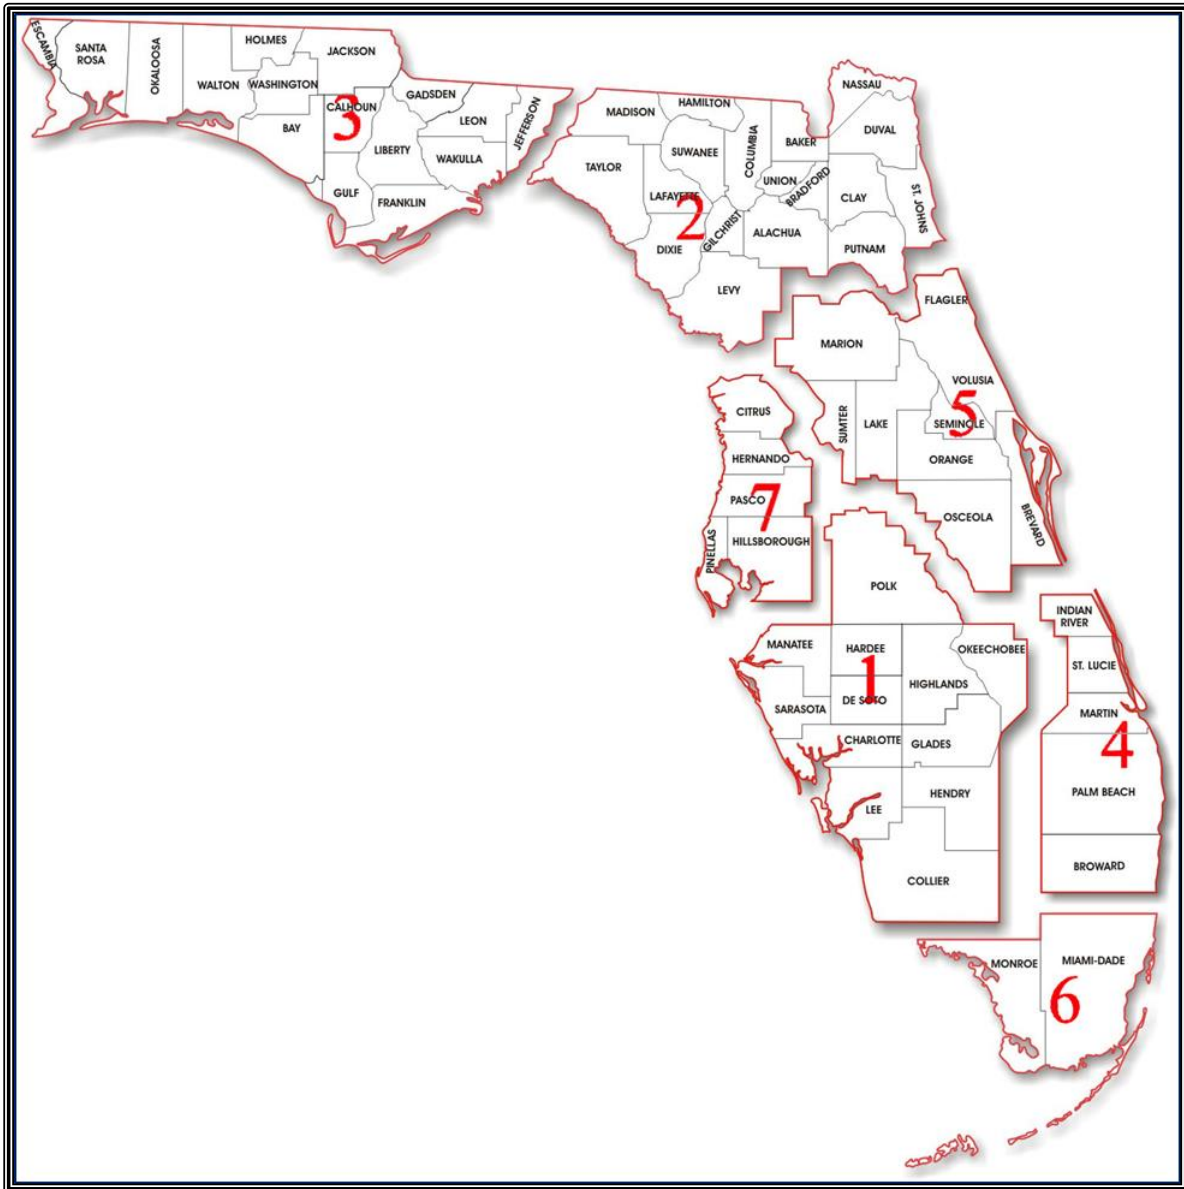 ESCAMBIA
SANTA
ROSA
OKALOOSA
HOLMES
WALTON
WASHINGTON
JACKSON
BAY
CALHOUN
3
GADSDEN
LEON
JEFFERSON
LIBERTY
WAKULLA
GULF
FRANKLIN
MADISON
HAMILTON
TAYLOR
SUWANEE
COLUMBIA
BAKER
NASSAU
DUVAL
UNION
BRADFORD
CLAY
ST. JOHNS
LAFAYETTE
2
GILCHRIST
DIXIE
ALACHUA
PUTNAM
LEVY
FLAGLER
MARION
VOLUSIA
SUMTER
LAKE
5
SEMINOLE
ORANGE
OSCEOLA
BREVARD
CITRUS
HERNANDO
PASCO
7
PINELLAS
HILLSBOROUGH
POLK
MANATEE
HARDEE
OKEECHOBEE
1
HIGHLANDS
DE SOTO
SARASOTA
CHARLOTTE
GLADES
LEE
HENDRY
COLLIER
INDIAN
RIVER
ST. LUCIE
MARTIN
4
PALM BEACH
BROWARD
MONROE
MIAMI-DADE
6